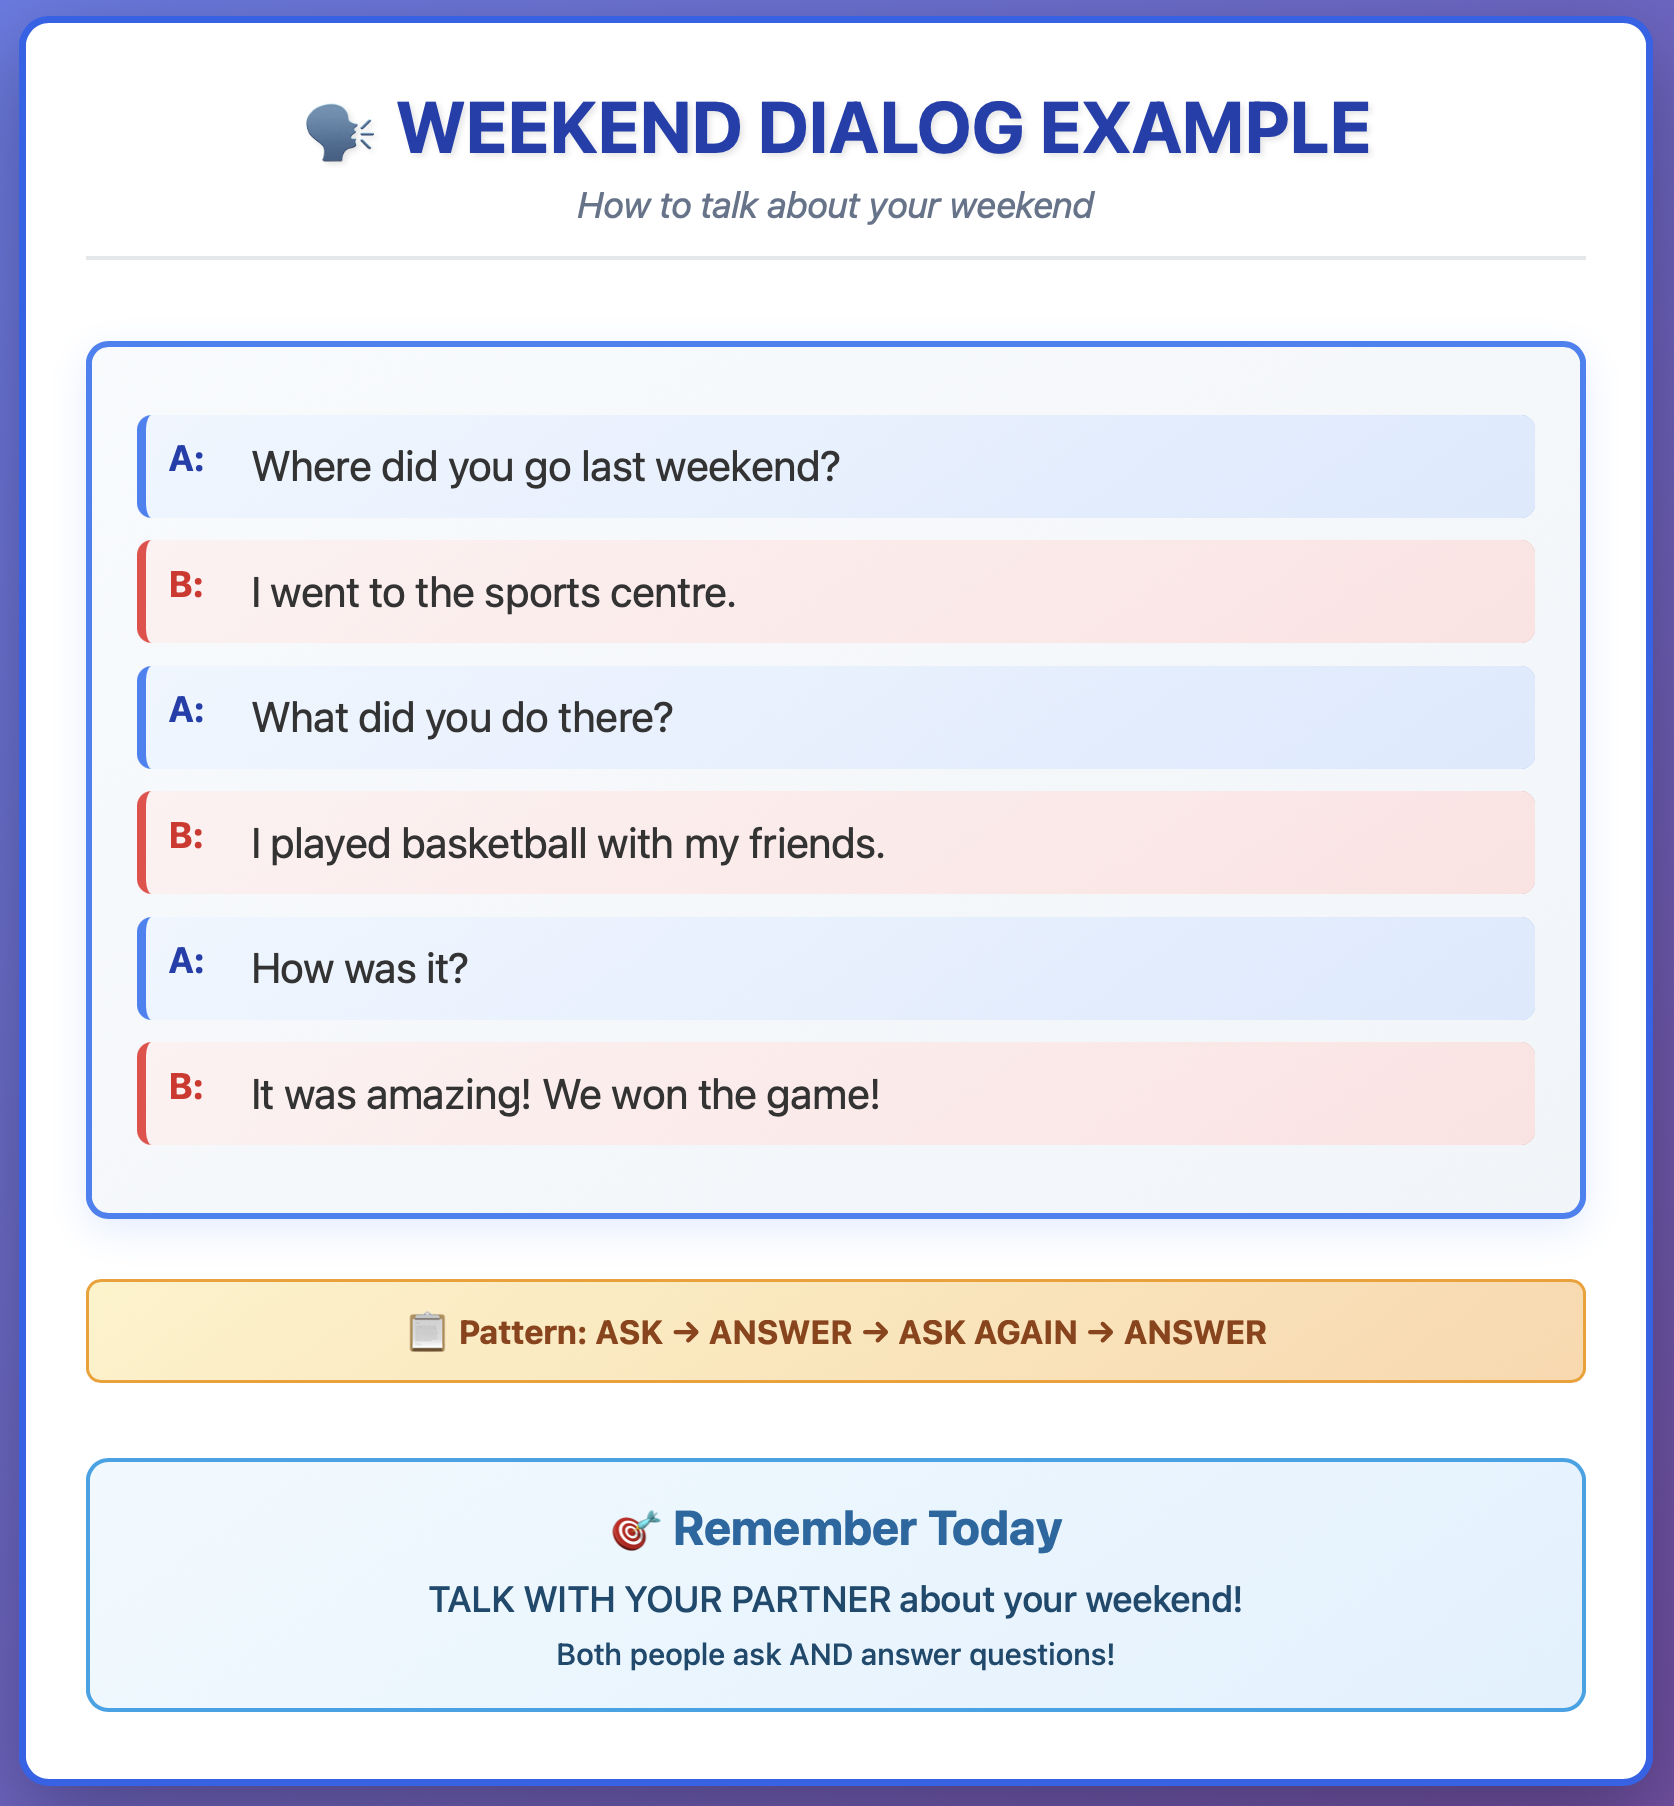 🗣️ WEEKEND DIALOG EXAMPLE
How to talk about your weekend
A: Where did you go last weekend?
B: I went to the sports centre.
A: What did you do there?
B: I played basketball with my friends.
A: How was it?
B: It was amazing! We won the game!
📋 Pattern: ASK → ANSWER → ASK AGAIN → ANSWER
🎯 Remember Today
TALK WITH YOUR PARTNER about your weekend!
Both people ask AND answer questions!